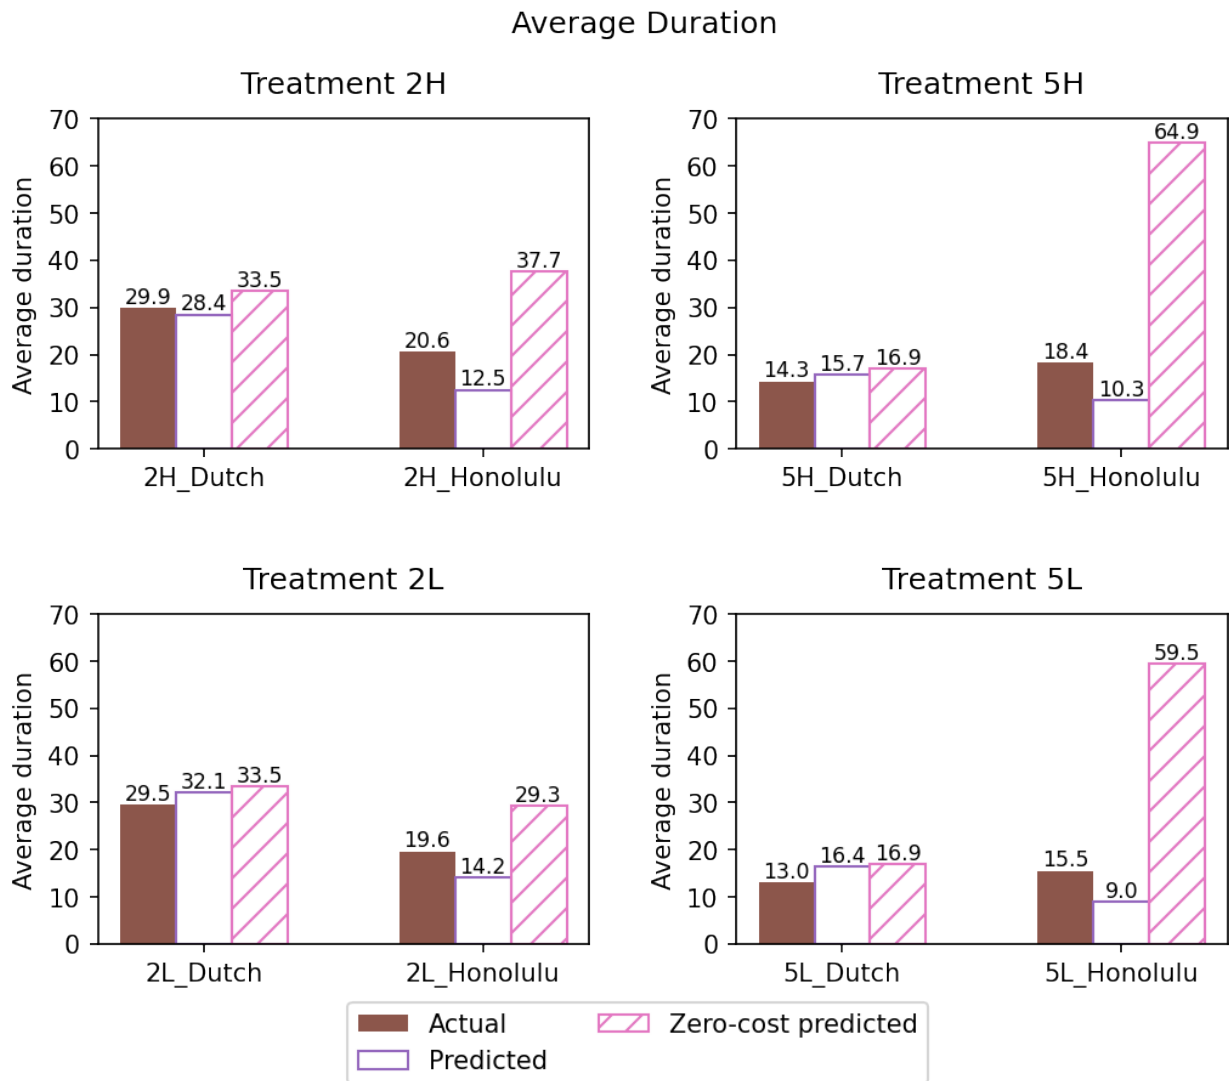 Average Duration
Treatment 2H
70
60
50
40
30
20
10
0
Average duration
29.9
28.4
33.5
20.6
12.5
37.7
2H_Dutch
2H_Honolulu
Treatment 5H
70
60
50
40
30
20
10
0
Average duration
14.3
15.7
16.9
18.4
10.3
64.9
5H_Dutch
5H_Honolulu
Treatment 2L
70
60
50
40
30
20
10
0
Average duration
29.5
32.1
33.5
19.6
14.2
29.3
2L_Dutch
2L_Honolulu
Treatment 5L
70
60
50
40
30
20
10
0
Average duration
13.0
16.4
16.9
15.5
9.0
59.5
5L_Dutch
5L_Honolulu
Actual
Predicted
Zero-cost predicted